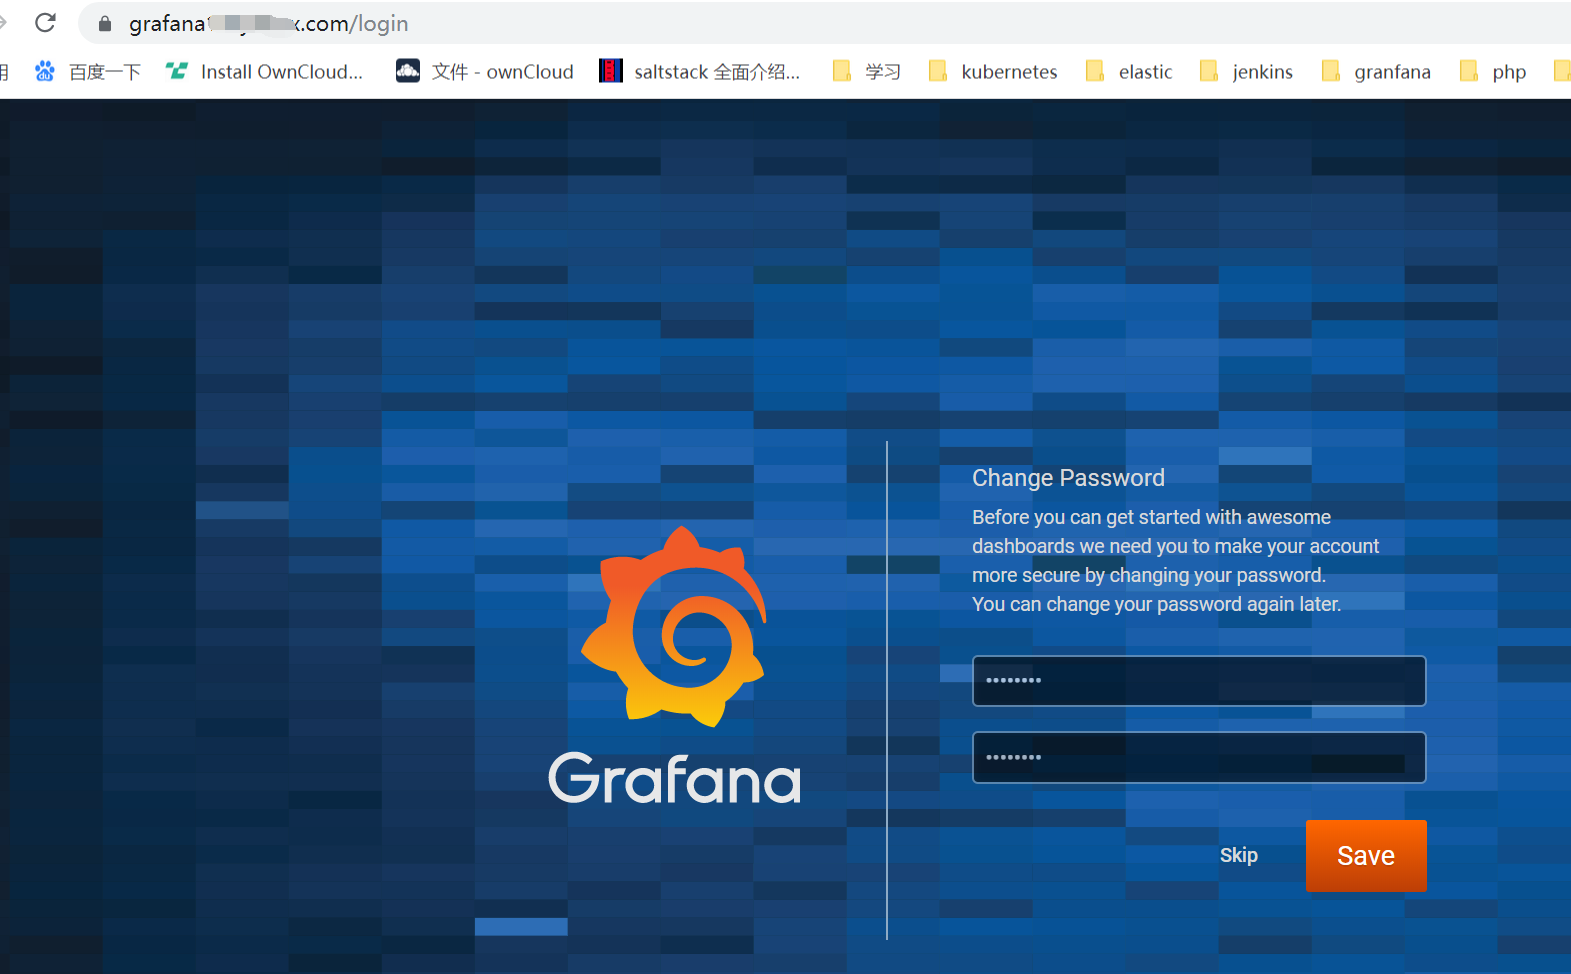 grafana .com/login
百度一下 Install OwnCloud... 文件 - ownCloud saltstack 全面介绍... 学习 kubernetes elastic jenkins granfana php
Change Password
Before you can get started with awesome
dashboards we need you to make your account
more secure by changing your password.
You can change your password again later.
Grafana
Skip Save